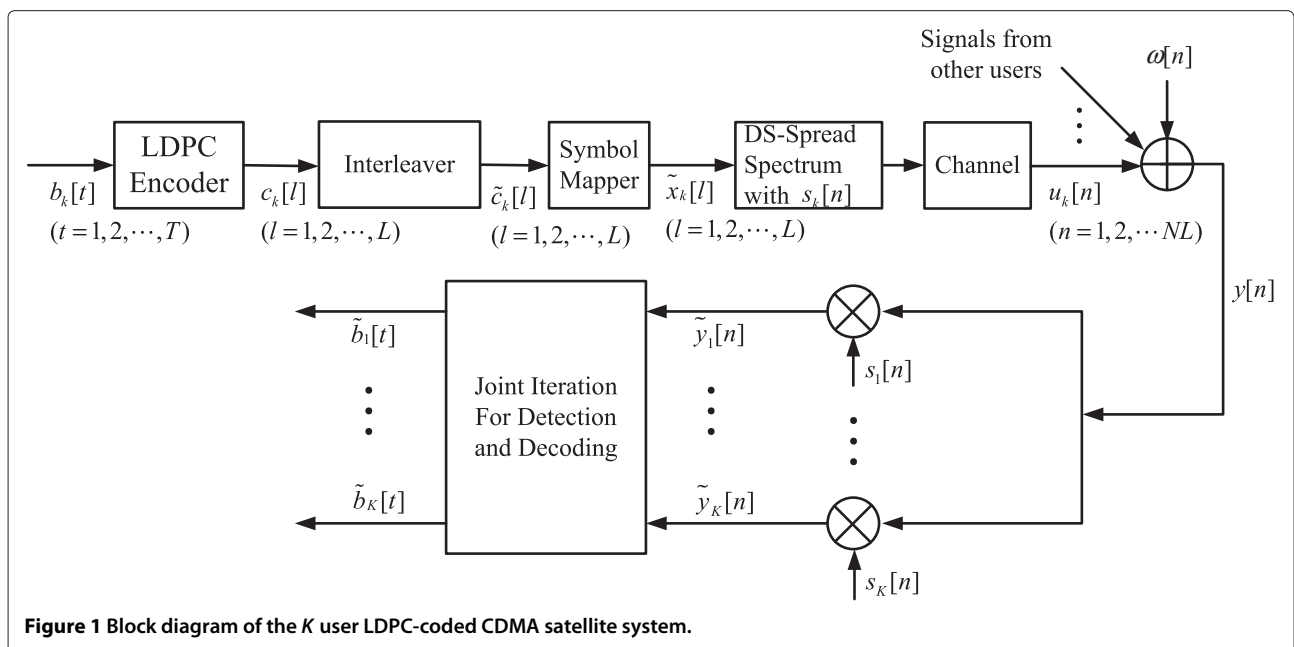 Signals from
other users
ω[n]
LDPC
Encoder
Interleaver
Symbol
Mapper
DS-Spread
Spectrum
with s_k[n]
Channel
b_k[t]
(t = 1, 2, ⋯, T)
c_k[l]
(l = 1, 2, ⋯, L)
c̃_k[l]
(l = 1, 2, ⋯, L)
x̃_k[l]
(l = 1, 2, ⋯, L)
u_k[n]
(n = 1, 2, ⋯ NL)
y[n]
b̃_1[t]
Joint Iteration
For Detection
and Decoding
ỹ_1[n]
s_1[n]
b̃_K[t]
ỹ_K[n]
s_K[n]
Figure 1 Block diagram of the K user LDPC-coded CDMA satellite system.